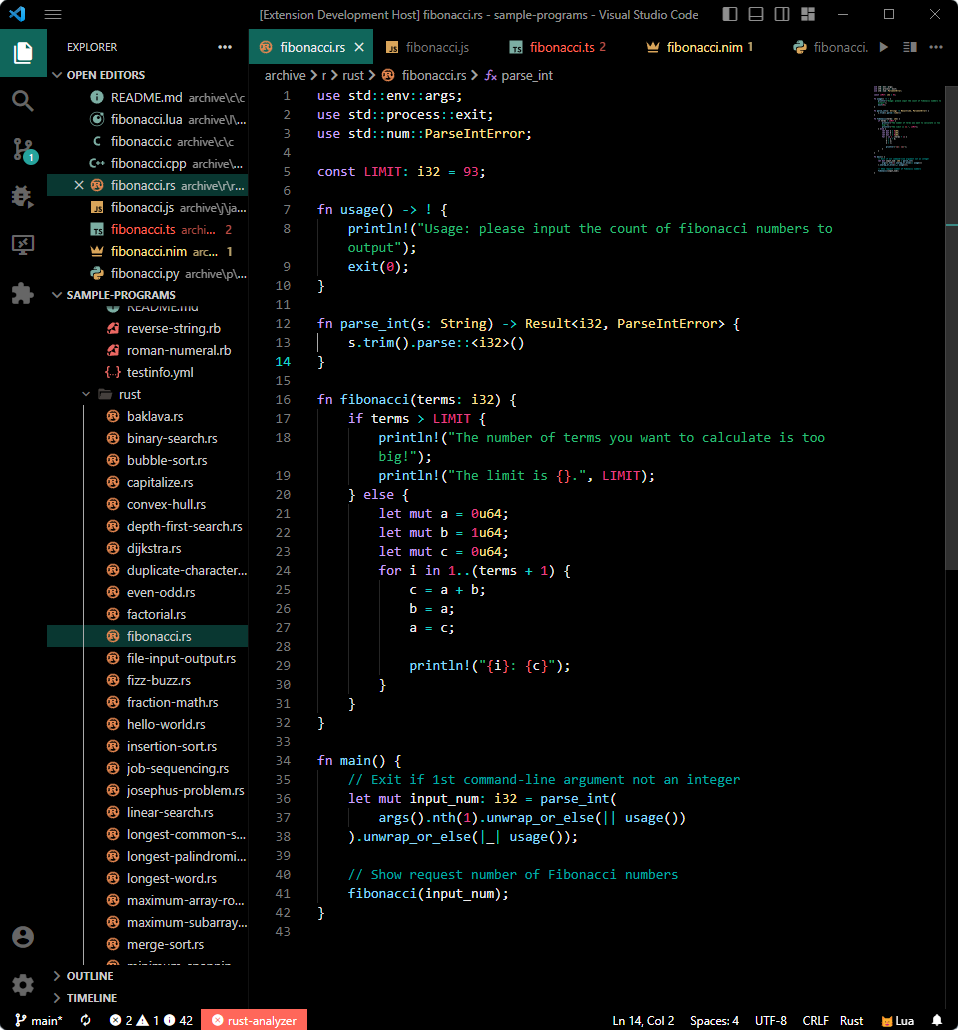 [Extension Development Host] fibonacci.rs - sample-programs - Visual Studio Code
EXPLORER
OPEN EDITORS
README.md archive\c\c
fibonacci.lua archive\l\...
fibonacci.c archive\c\c
fibonacci.cpp archive\...
fibonacci.rs archive\r\r...
fibonacci.js archive\j\ja...
fibonacci.ts archi... 2
fibonacci.nim arc... 1
fibonacci.py archive\p\...
SAMPLE-PROGRAMS
README.md
reverse-string.rb
roman-numeral.rb
testinfo.yml
rust
baklava.rs
binary-search.rs
bubble-sort.rs
capitalize.rs
convex-hull.rs
depth-first-search.rs
dijkstra.rs
duplicate-character...
even-odd.rs
factorial.rs
fibonacci.rs
file-input-output.rs
fizz-buzz.rs
fraction-math.rs
hello-world.rs
insertion-sort.rs
job-sequencing.rs
josephus-problem.rs
linear-search.rs
longest-common-s...
longest-palindromi...
longest-word.rs
maximum-array-ro...
maximum-subarray...
merge-sort.rs
OUTLINE
TIMELINE
fibonacci.rs
JS fibonacci.js
TS fibonacci.ts 2
fibonacci.nim 1
fibonacci.
archive > r > rust > fibonacci.rs > parse_int
1 use std::env::args;
2 use std::process::exit;
3 use std::num::ParseIntError;
4
5 const LIMIT: i32 = 93;
6
7 fn usage() -> ! {
8 println!("Usage: please input the count of fibonacci numbers to
output");
9 exit(0);
10 }
11
12 fn parse_int(s: String) -> Result<i32, ParseIntError> {
13 s.trim().parse::<i32>()
14 }
15
16 fn fibonacci(terms: i32) {
17 if terms > LIMIT {
18 println!("The number of terms you want to calculate is too
big!");
19 println!("The limit is {}.", LIMIT);
20 } else {
21 let mut a = 0u64;
22 let mut b = 1u64;
23 let mut c = 0u64;
24 for i in 1..(terms + 1) {
25 c = a + b;
26 b = a;
27 a = c;
28
29 println!("{i}: {c}");
30 }
31 }
32 }
33
34 fn main() {
35 // Exit if 1st command-line argument not an integer
36 let mut input_num: i32 = parse_int(
37 args().nth(1).unwrap_or_else(|| usage())
38 ).unwrap_or_else(|_| usage());
39
40 // Show request number of Fibonacci numbers
41 fibonacci(input_num);
42 }
43
1
main* 2 1 42 rust-analyzer Ln 14, Col 2 Spaces: 4 UTF-8 CRLF Rust Lua